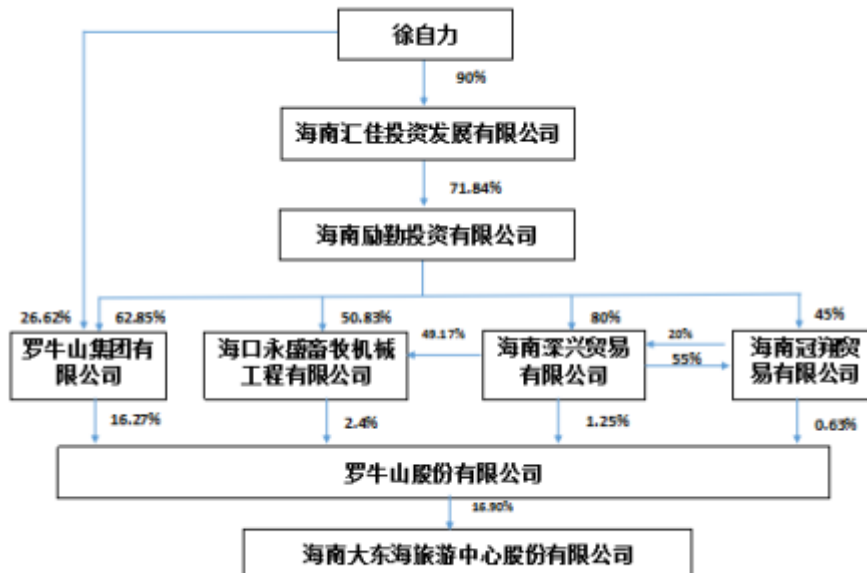 徐自力
90%
海南汇佳投资发展有限公司
71.84%
海南励勤投资有限公司
26.62%
62.85%
50.83%
80%
45%
罗牛山集团有
限公司
海口永盛畜牧机械
工程有限公司
49.17%
海南深兴贸易
有限公司
20%
55%
海南冠翔贸
易有限公司
16.27%
2.4%
1.25%
0.63%
罗牛山股份有限公司
16.90%
海南大东海旅游中心股份有限公司